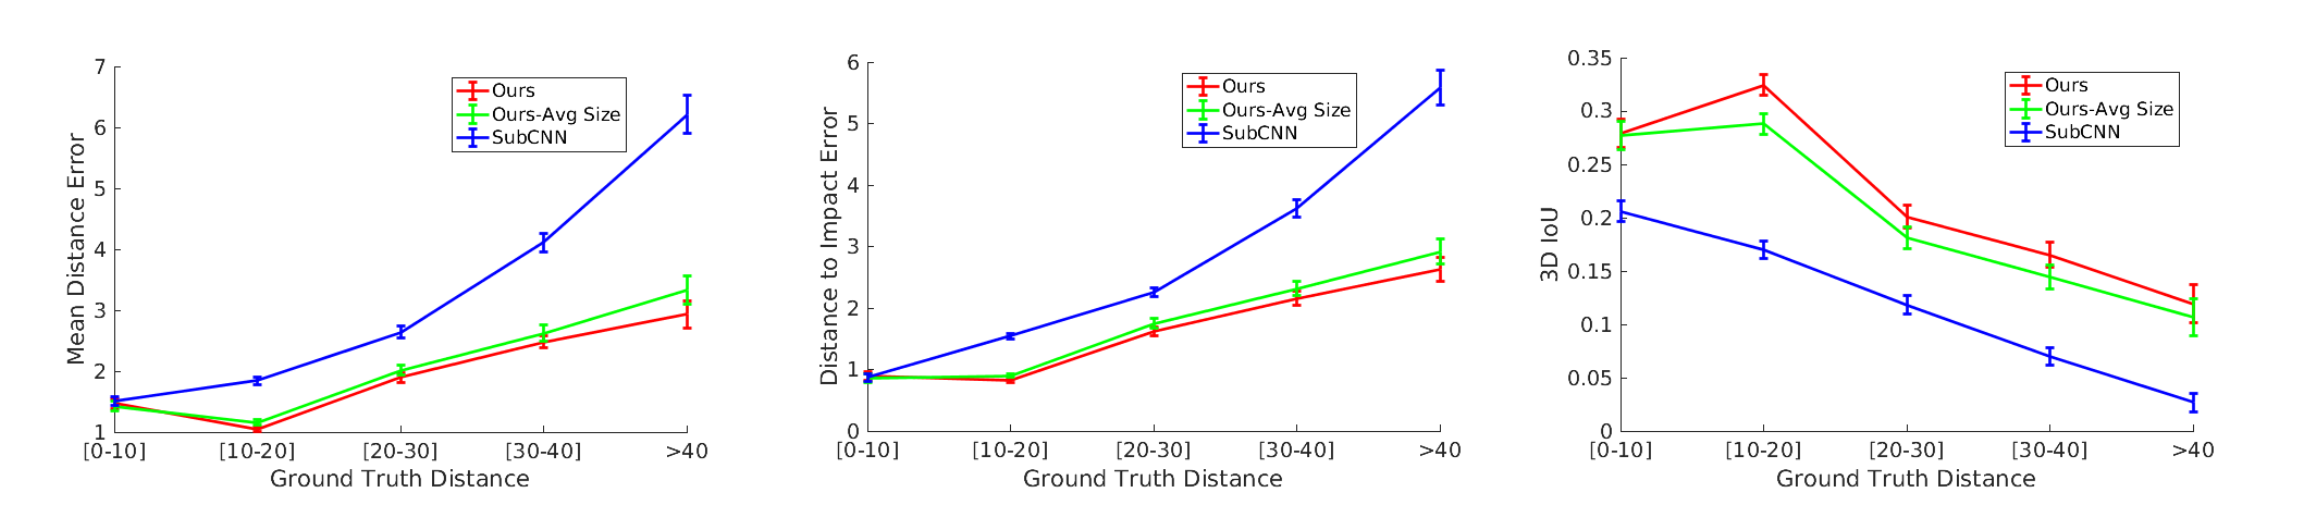 7
6
5
4
3
2
1
Mean Distance Error
Ours
Ours-Avg Size
SubCNN
[0-10] [10-20] [20-30] [30-40] >40
Ground Truth Distance
6
5
4
3
2
1
0
Distance to Impact Error
Ours
Ours-Avg Size
SubCNN
[0-10] [10-20] [20-30] [30-40] >40
Ground Truth Distance
0.35
0.3
0.25
0.2
0.15
0.1
0.05
0
3D IoU
Ours
Ours-Avg Size
SubCNN
[0-10] [10-20] [20-30] [30-40] >40
Ground Truth Distance